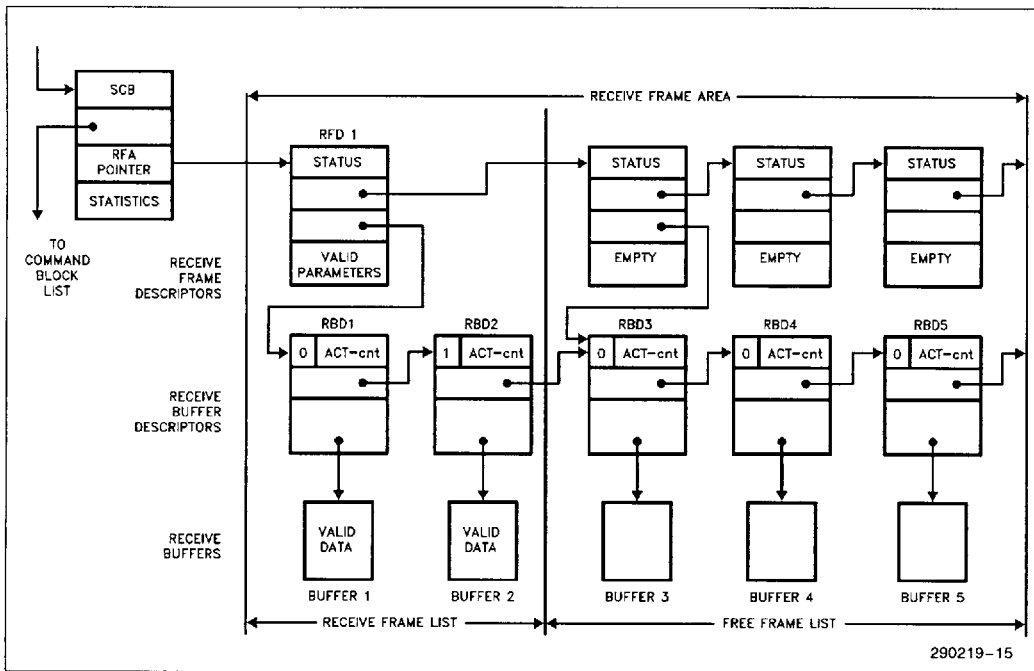 SCB
RFA
POINTER
STATISTICS
TO
COMMAND
BLOCK
LIST
RECEIVE FRAME AREA
RFD 1
STATUS
VALID
PARAMETERS
STATUS
EMPTY
STATUS
EMPTY
STATUS
EMPTY
RECEIVE
FRAME
DESCRIPTORS
RBD1
0 ACT-cnt
RBD2
1 ACT-cnt
RBD3
0 ACT-cnt
RBD4
0 ACT-cnt
RBD5
0 ACT-cnt
RECEIVE
BUFFER
DESCRIPTORS
RECEIVE
BUFFERS
VALID
DATA
BUFFER 1
VALID
DATA
BUFFER 2
BUFFER 3
BUFFER 4
BUFFER 5
RECEIVE FRAME LIST
FREE FRAME LIST
290219-15